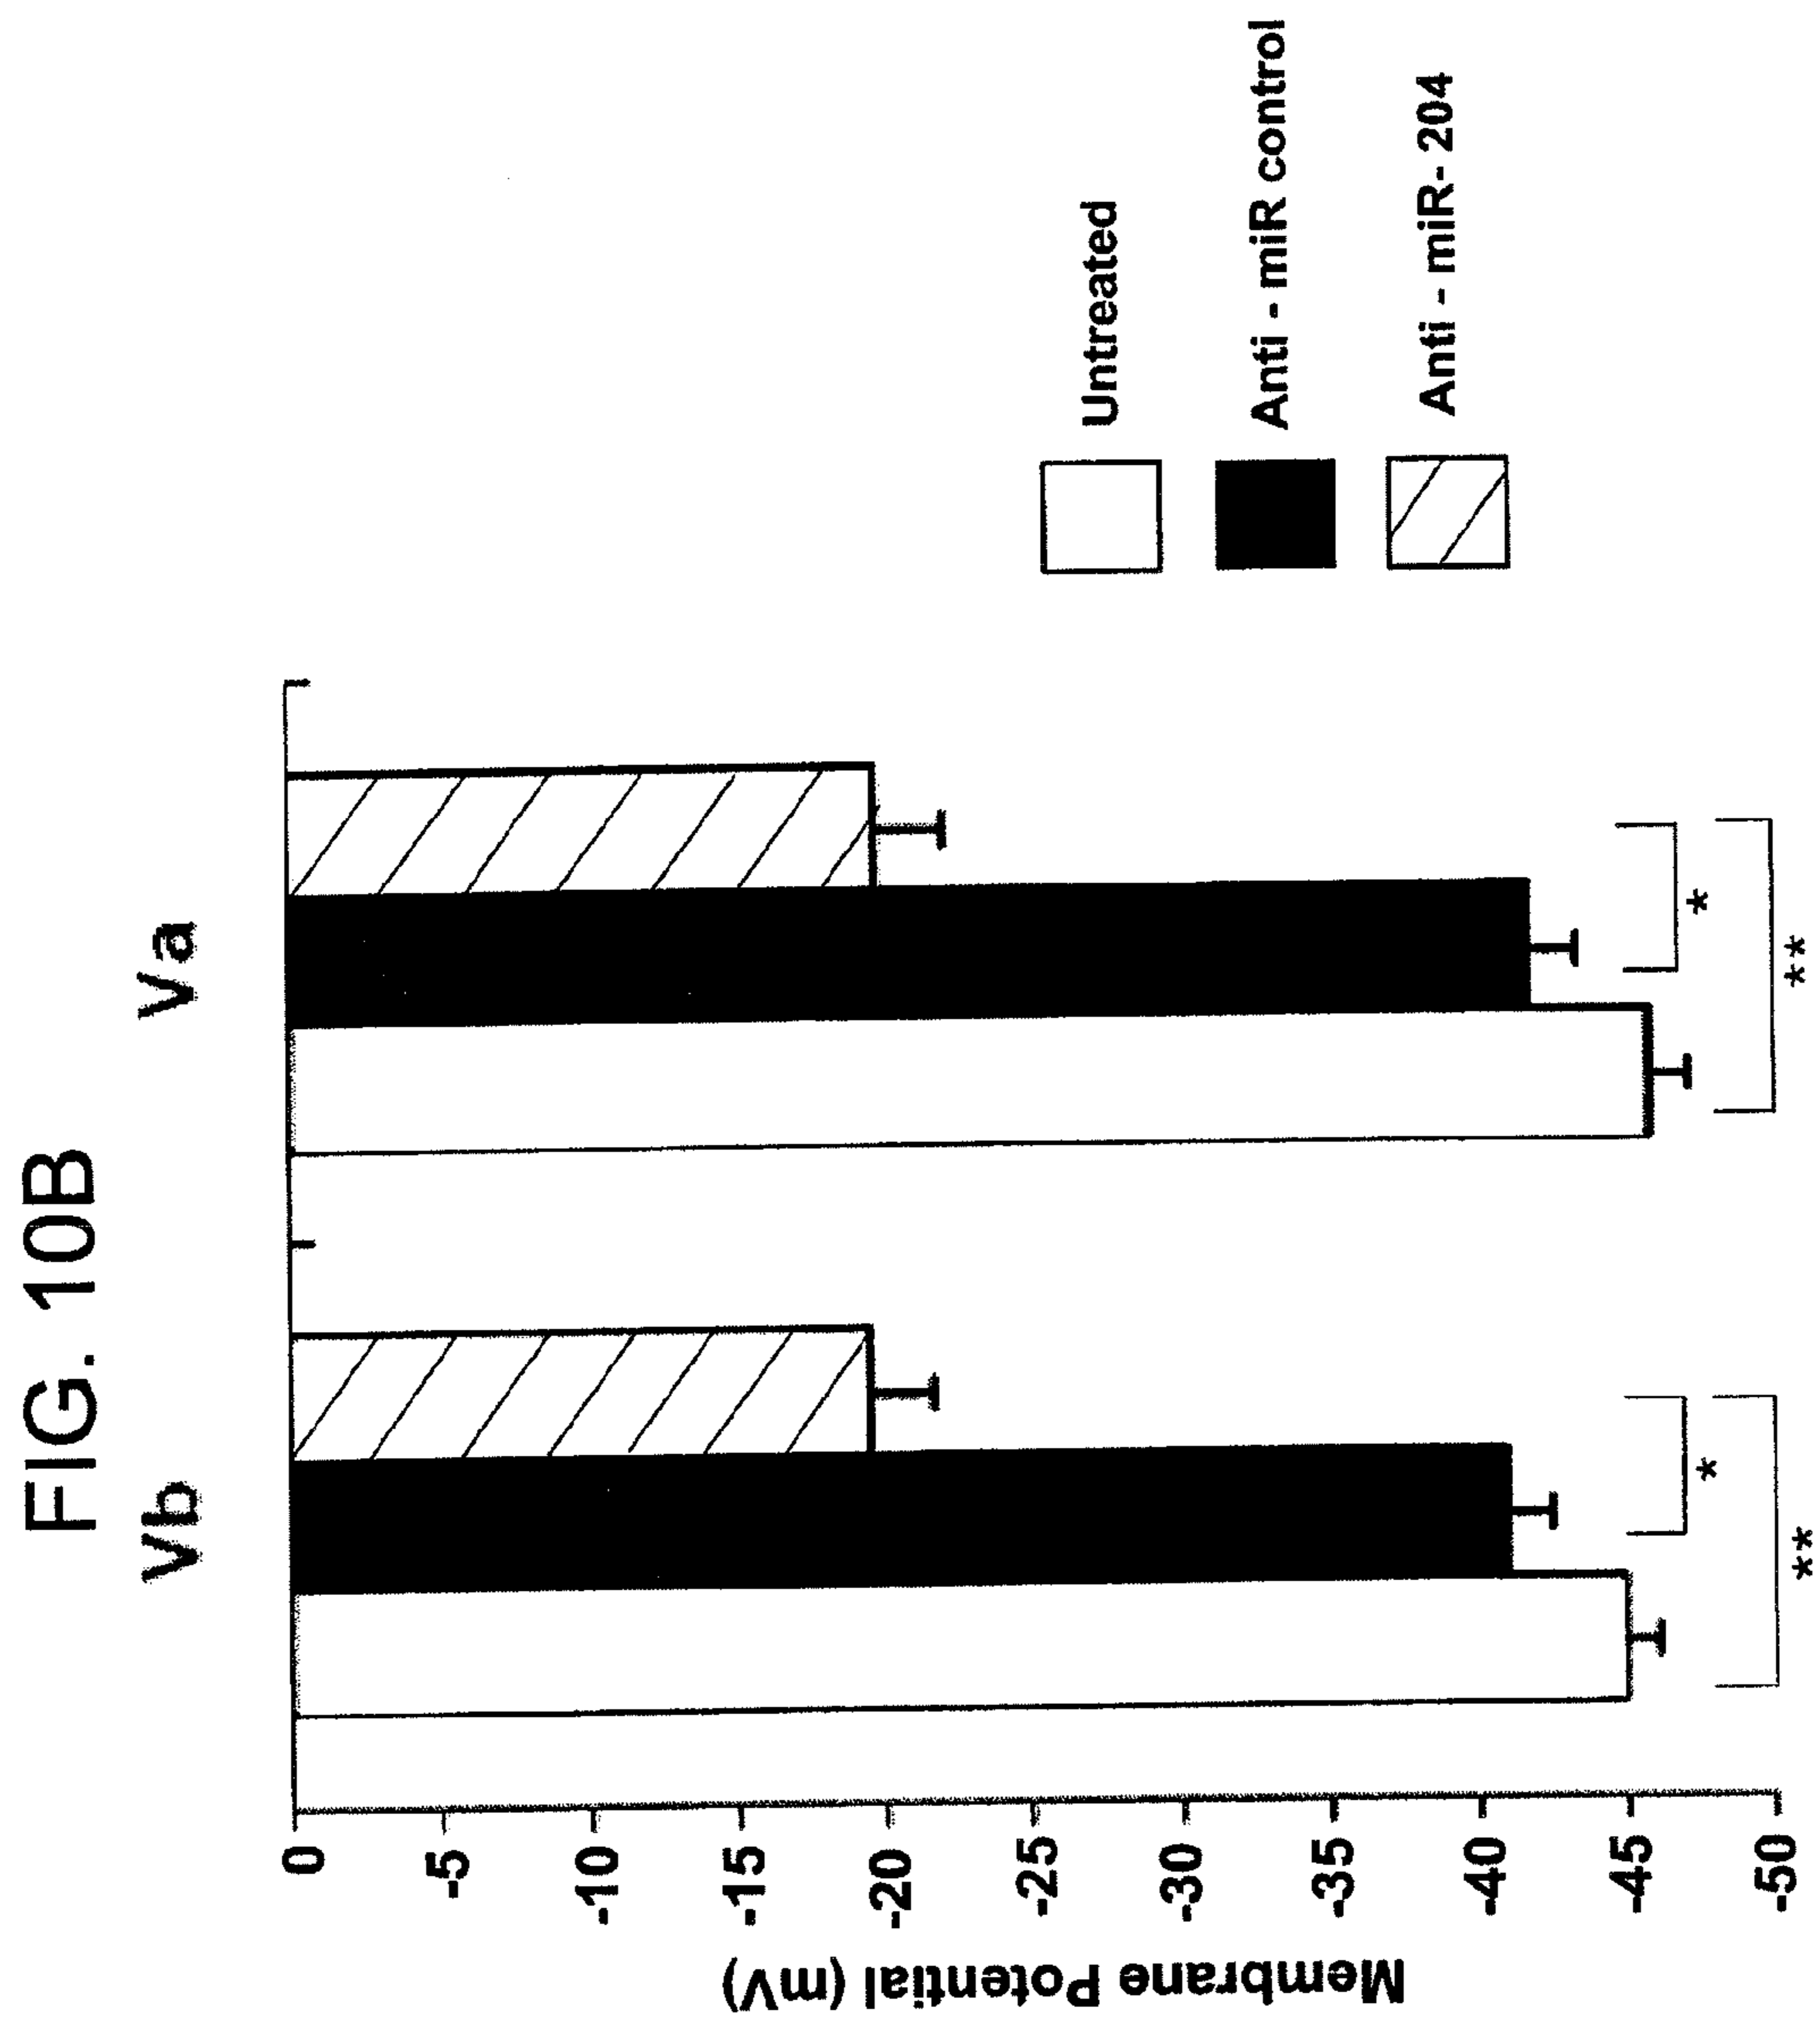 FIG. 10B
Vb
Va
Membrane Potential (mV)
0
-5
-10
-15
-20
-25
-30
-35
-40
-45
-50
*
**
*
**
Untreated
Anti - miR control
Anti - miR- 204